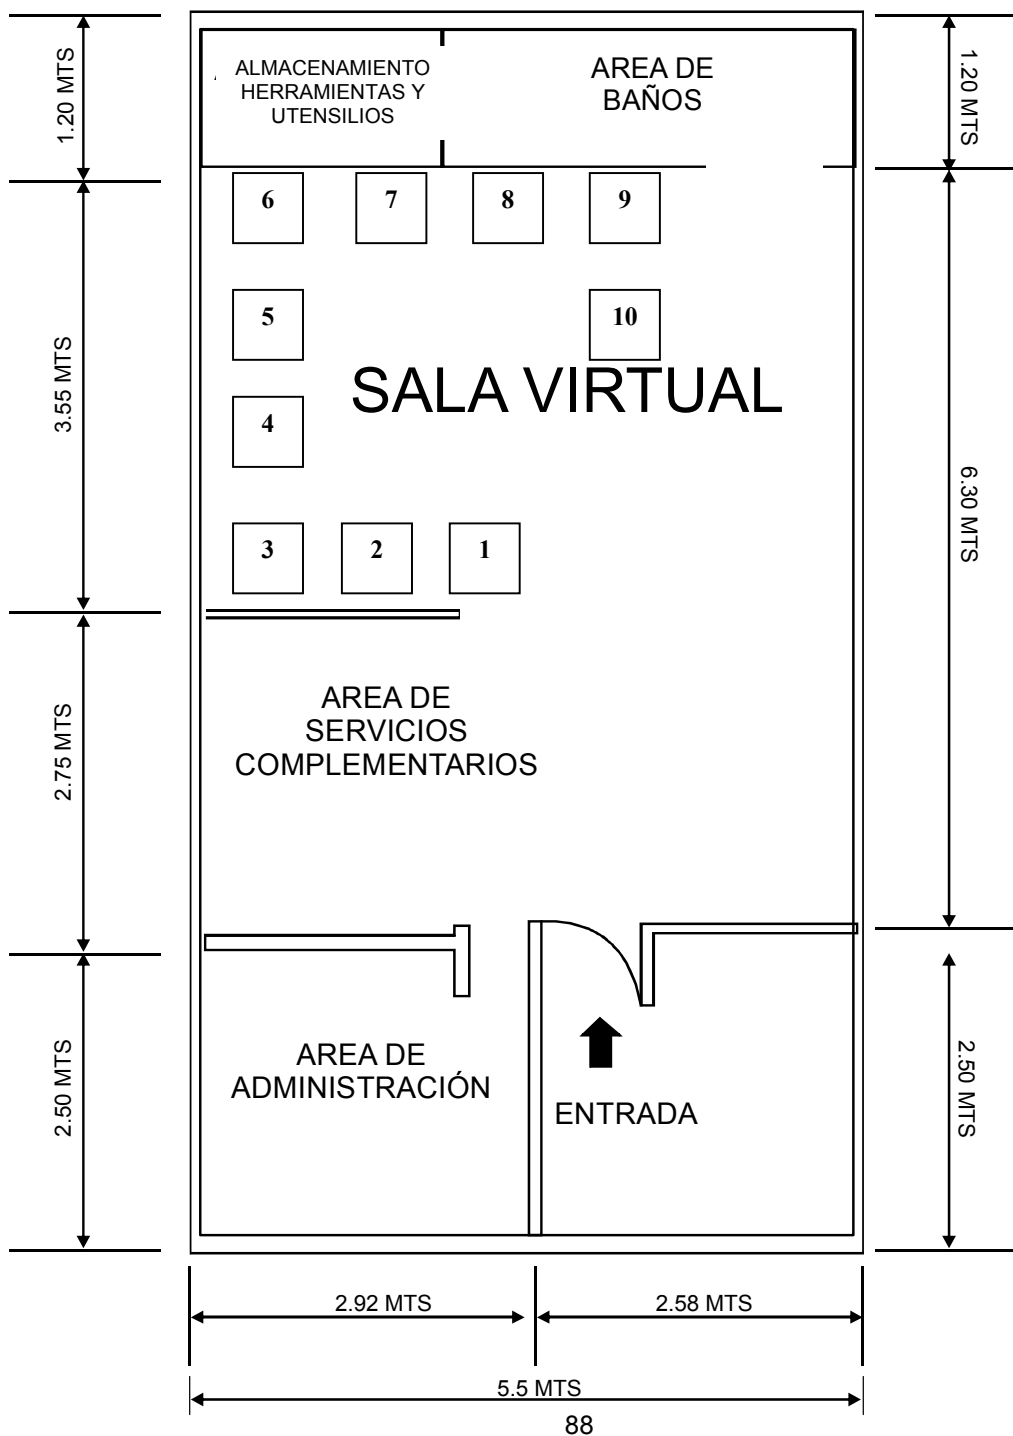 1.20 MTS
ALMACENAMIENTO
HERRAMIENTAS Y
UTENSILIOS
AREA DE
BAÑOS
1.20 MTS
6
7
8
9
5
10
3.55 MTS
SALA VIRTUAL
4
6.30 MTS
3
2
1
2.75 MTS
AREA DE
SERVICIOS
COMPLEMENTARIOS
2.50 MTS
AREA DE
ADMINISTRACIÓN
ENTRADA
2.50 MTS
2.92 MTS
2.58 MTS
5.5 MTS
88